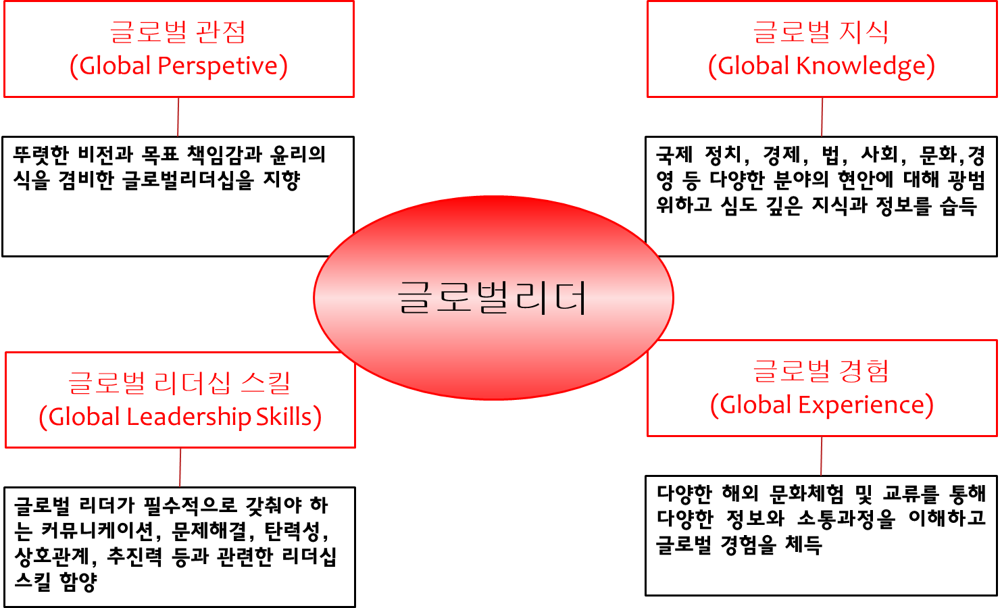 글로벌 관점
(Global Perspetive)
뚜렷한 비전과 목표 책임감과 윤리의
식을 겸비한 글로벌리더십을 지향
글로벌 지식
(Global Knowledge)
국제 정치, 경제, 법, 사회, 문화,경
영 등 다양한 분야의 현안에 대해 광범
위하고 심도 깊은 지식과 정보를 습득
글로벌리더
글로벌 리더십 스킬
(Global Leadership Skills)
글로벌 리더가 필수적으로 갖춰야 하
는 커뮤니케이션, 문제해결, 탄력성,
상호관계, 추진력 등과 관련한 리더십
스킬 함양
글로벌 경험
(Global Experience)
다양한 해외 문화체험 및 교류를 통해
다양한 정보와 소통과정을 이해하고
글로벌 경험을 체득